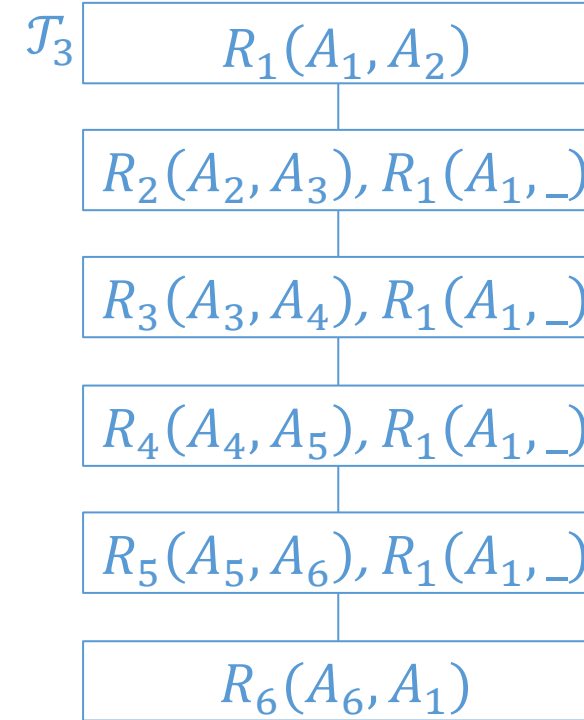 𝒯₃ R₁(A₁, A₂)
R₂(A₂, A₃), R₁(A₁, _)
R₃(A₃, A₄), R₁(A₁, _)
R₄(A₄, A₅), R₁(A₁, _)
R₅(A₅, A₆), R₁(A₁, _)
R₆(A₆, A₁)